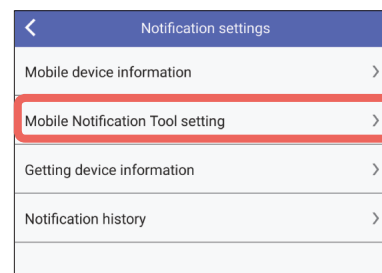 Notification settings
Mobile device information
Mobile Notification Tool setting
Getting device information
Notification history